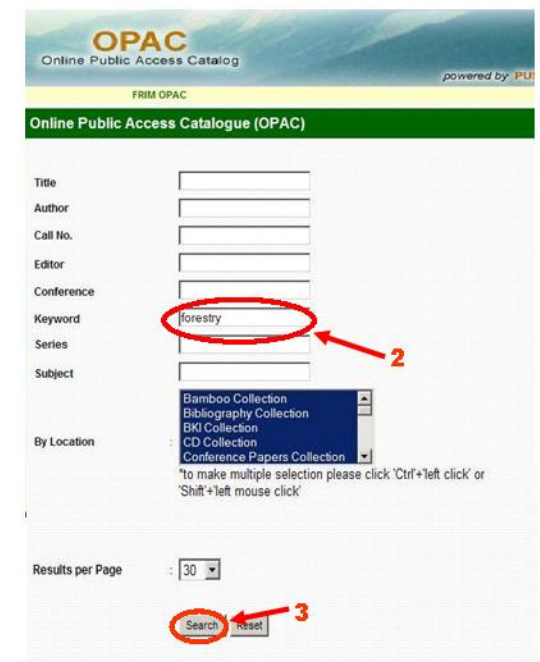 OPAC
Online Public Access Catalog
powered by PUS
FRIM OPAC
Online Public Access Catalogue (OPAC)
Title
Author
Call No.
Editor
Conference
Keyword forestry
2
Series
Subject
Bamboo Collection
Bibliography Collection
BKI Collection
By Location : CD Collection
Conference Papers Collection
*to make multiple selection please click 'Ctrl'+'left click' or
'Shift'+'left mouse click'
Results per Page : 30
3
Search Reset